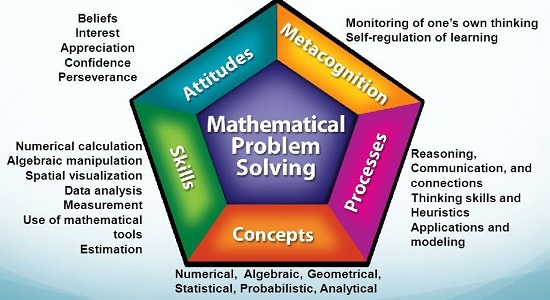 Beliefs
Interest
Appreciation
Confidence
Perseverance
Attitudes
Metacognition
Monitoring of one's own thinking
Self-regulation of learning
Mathematical
Problem
Solving
Numerical calculation
Algebraic manipulation
Spatial visualization
Data analysis
Measurement
Use of mathematical
tools
Estimation
Skills
Processes
Reasoning,
Communication, and
connections
Thinking skills and
Heuristics
Applications and
modeling
Concepts
Numerical, Algebraic, Geometrical,
Statistical, Probabilistic, Analytical